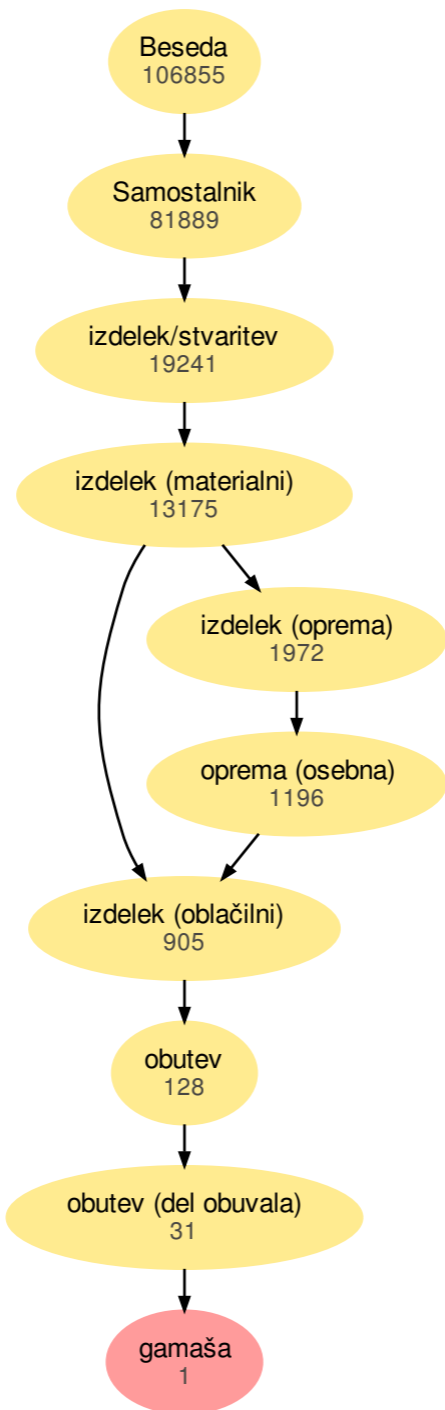 Beseda
106855
Samostalnik
81889
izdelek/stvaritev
19241
izdelek (materialni)
13175
izdelek (oprema)
1972
oprema (osebna)
1196
izdelek (oblačilni)
905
obutev
128
obutev (del obuvala)
31
gamaša
1